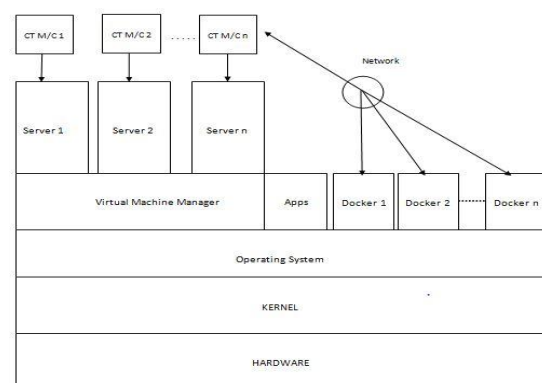 CT M/C 1
CT M/C 2
.....
CT M/C n
Network
Server 1
Server 2
Server n
Virtual Machine Manager
Apps
Docker 1
Docker 2
Docker n
Operating System
KERNEL
HARDWARE